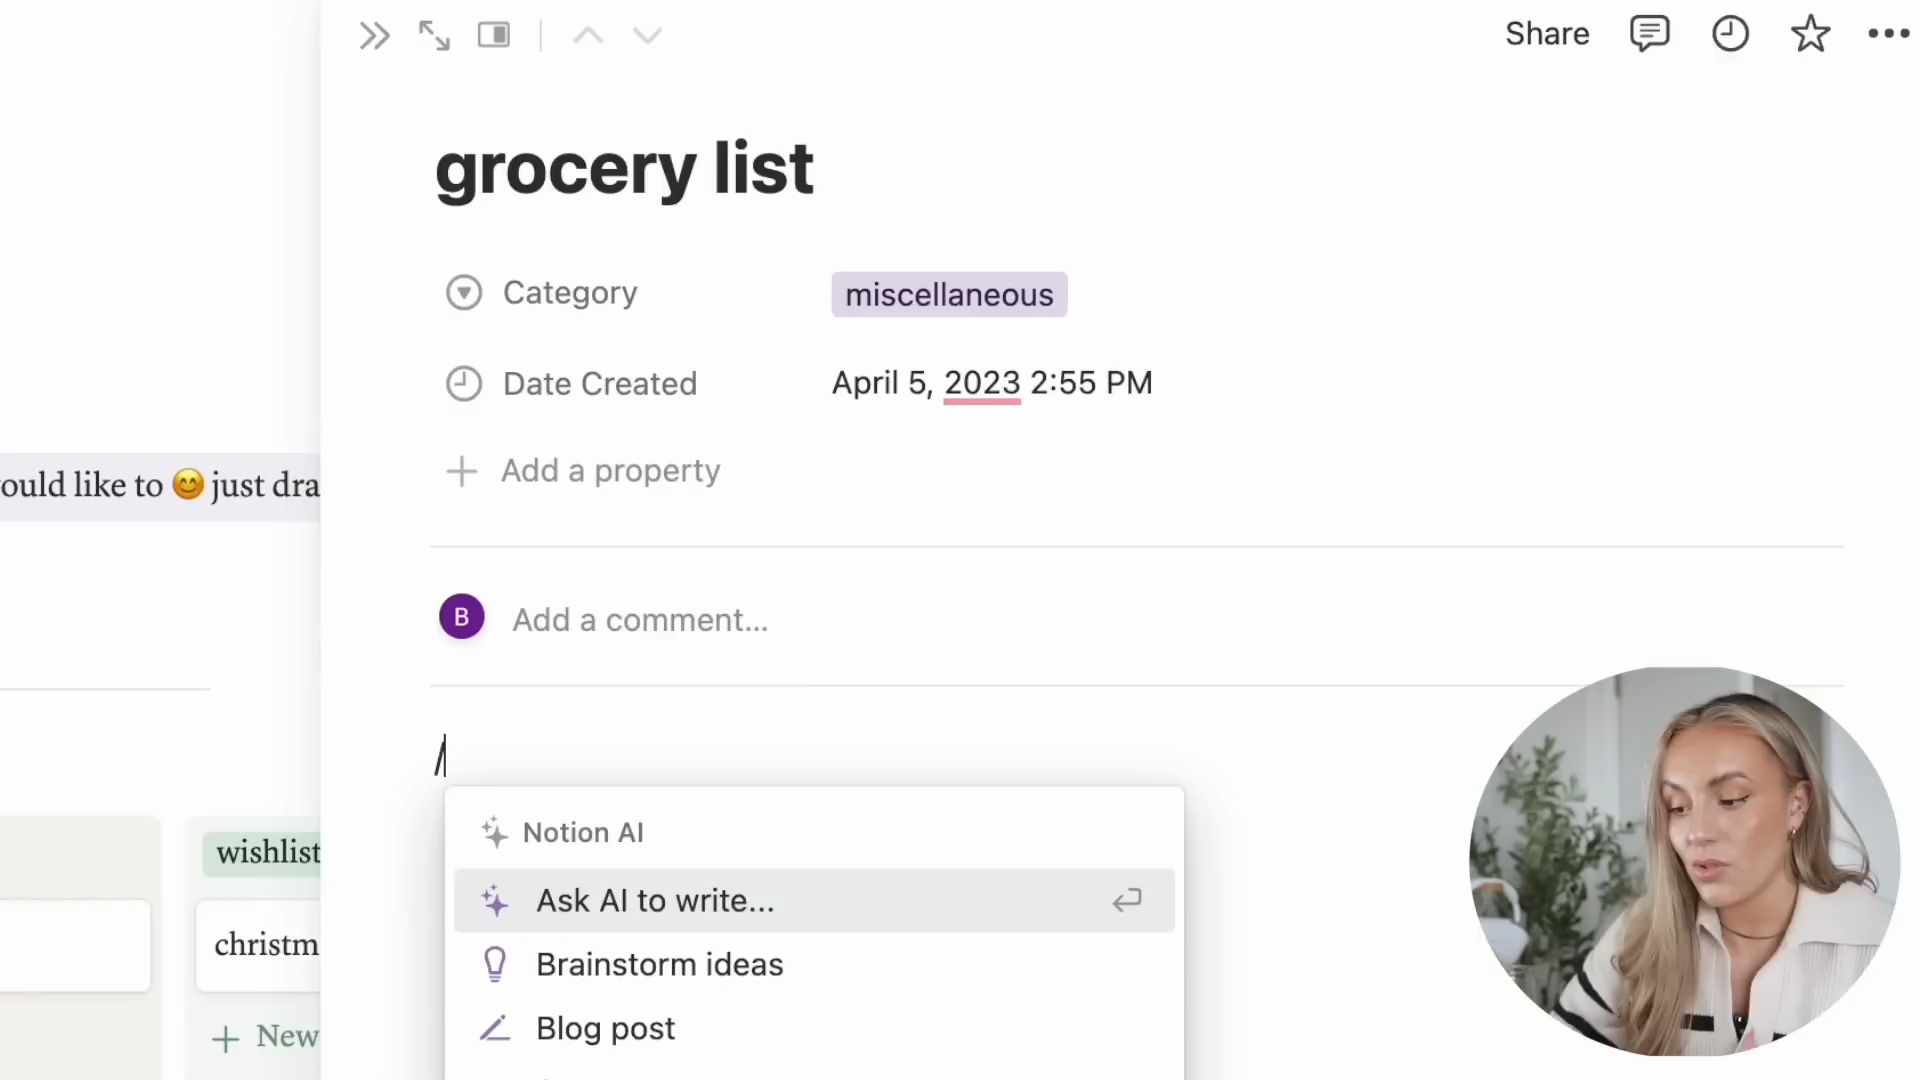 Share
grocery list
Category
miscellaneous
Date Created
April 5, 2023 2:55 PM
Add a property
ould like to 😊 just dra
B
Add a comment...
/
Notion AI
Ask AI to write...
Brainstorm ideas
Blog post
wishlist
christm
New